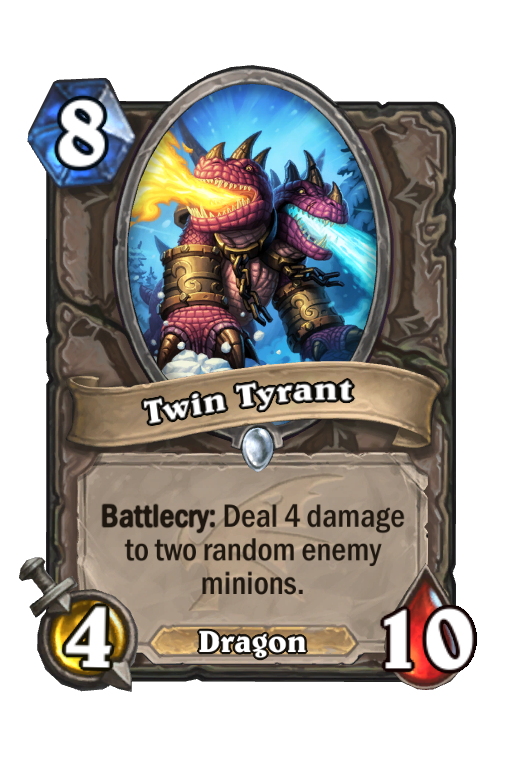 8
Twin Tyrant
Battlecry: Deal 4 damage
to two random enemy
minions.
4
Dragon
10